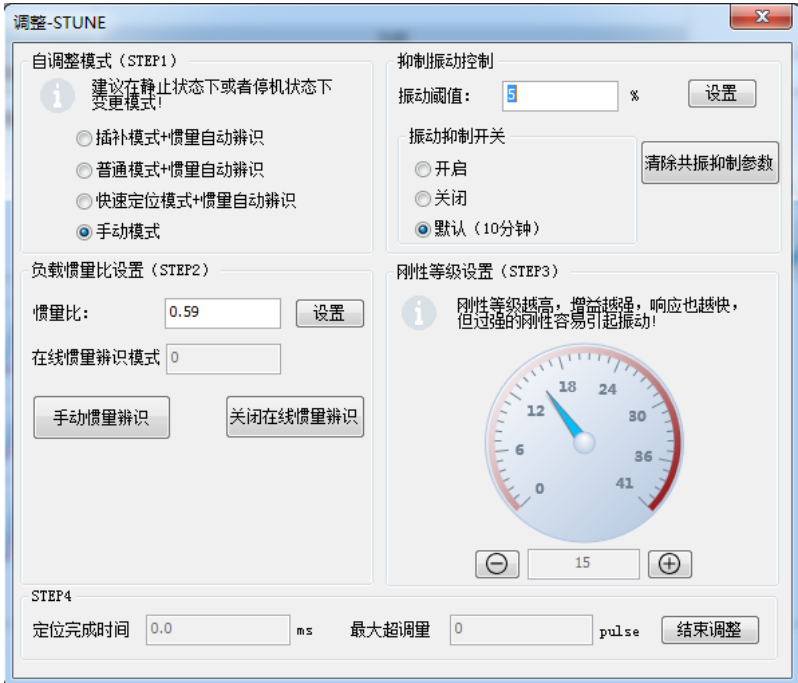 调整-STUNE
自调整模式（STEP1）
建议在静止状态下或者停机状态下
变更模式!
插补模式+惯量自动辨识
普通模式+惯量自动辨识
快速定位模式+惯量自动辨识
手动模式
抑制振动控制
振动阈值: 5 % 设置
振动抑制开关
开启
关闭
默认（10分钟）
清除共振抑制参数
负载惯量比设置（STEP2）
惯量比: 0.59 设置
在线惯量辨识模式 0
手动惯量辨识 关闭在线惯量辨识
刚性等级设置（STEP3）
刚性等级越高，增益越强，响应也越快，
但过强的刚性容易引起振动!
0 6 12 18 24 30 36 41
15
STEP4
定位完成时间 0.0 ms 最大超调量 0 pulse 结束调整